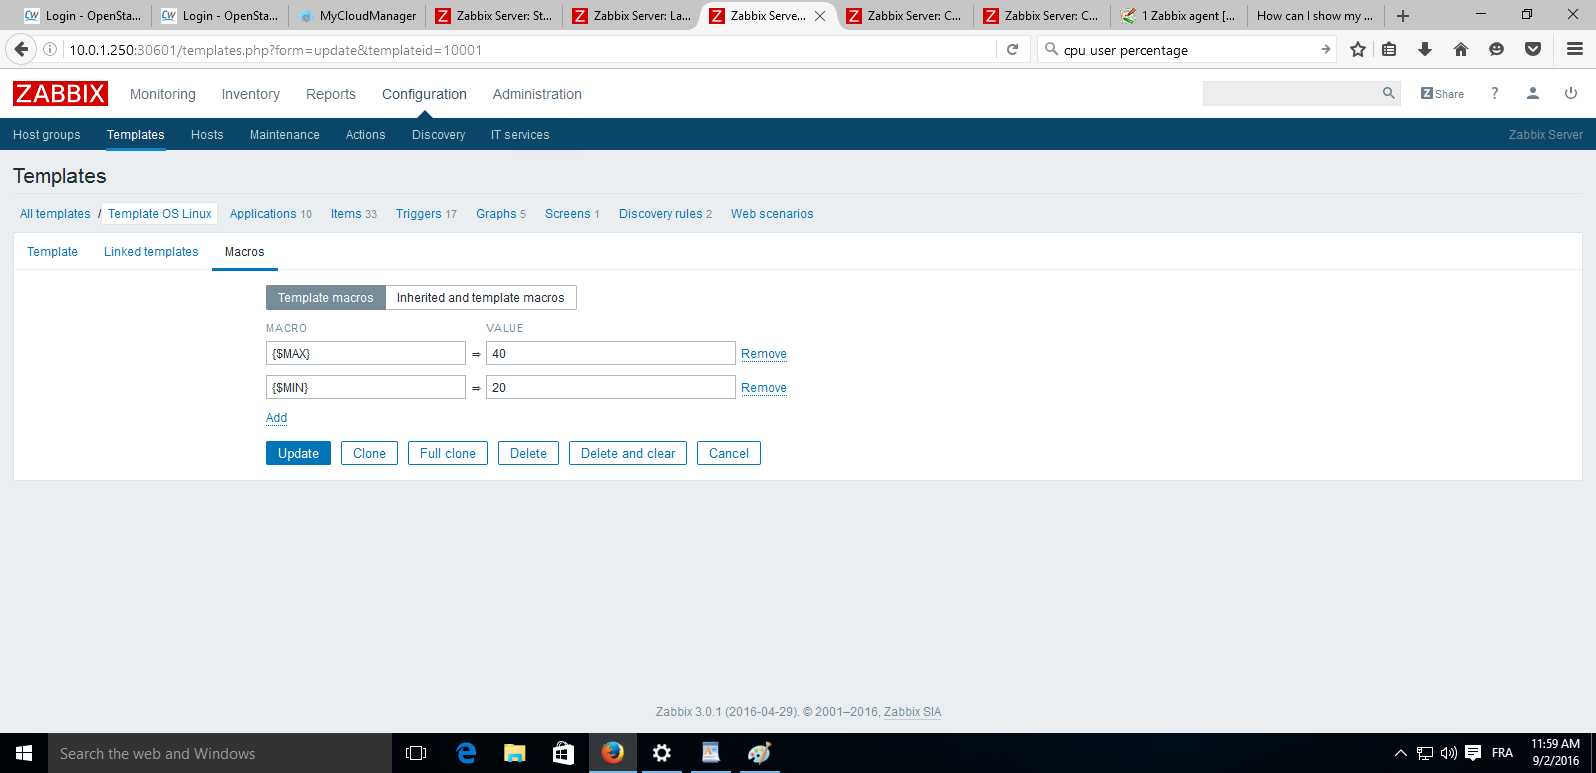 Login - OpenSta... Login - OpenSta... MyCloudManager Zabbix Server: St... Zabbix Server: La... Zabbix Serve... Zabbix Server: C... Zabbix Server: C... 1 Zabbix agent [... How can I show my ...
10.0.1.250:30601/templates.php?form=update&templateid=10001 cpu user percentage
ZABBIX Monitoring Inventory Reports Configuration Administration Z Share ?
Host groups Templates Hosts Maintenance Actions Discovery IT services Zabbix Server
Templates
All templates / Template OS Linux Applications 10 Items 33 Triggers 17 Graphs 5 Screens 1 Discovery rules 2 Web scenarios
Template Linked templates Macros
Template macros Inherited and template macros
MACRO VALUE
{$MAX} ⇒ 40 Remove
{$MIN} ⇒ 20 Remove
Add
Update Clone Full clone Delete Delete and clear Cancel
Zabbix 3.0.1 (2016-04-29). © 2001–2016, Zabbix SIA
Search the web and Windows FRA 11:59 AM
9/2/2016